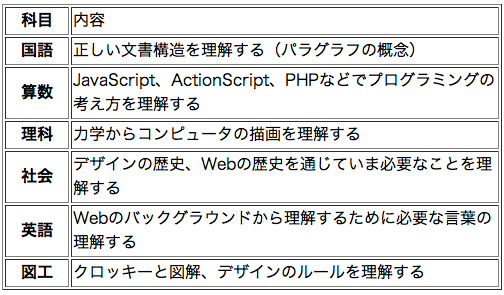 科目 内容
国語 正しい文書構造を理解する（パラグラフの概念）
算数 JavaScript、ActionScript、PHPなどでプログラミングの
考え方を理解する
理科 力学からコンピュータの描画を理解する
社会 デザインの歴史、Webの歴史を通じていま必要なことを理
解する
英語 Webのバックグラウンドから理解するために必要な言葉の
理解する
図工 クロッキーと図解、デザインのルールを理解する